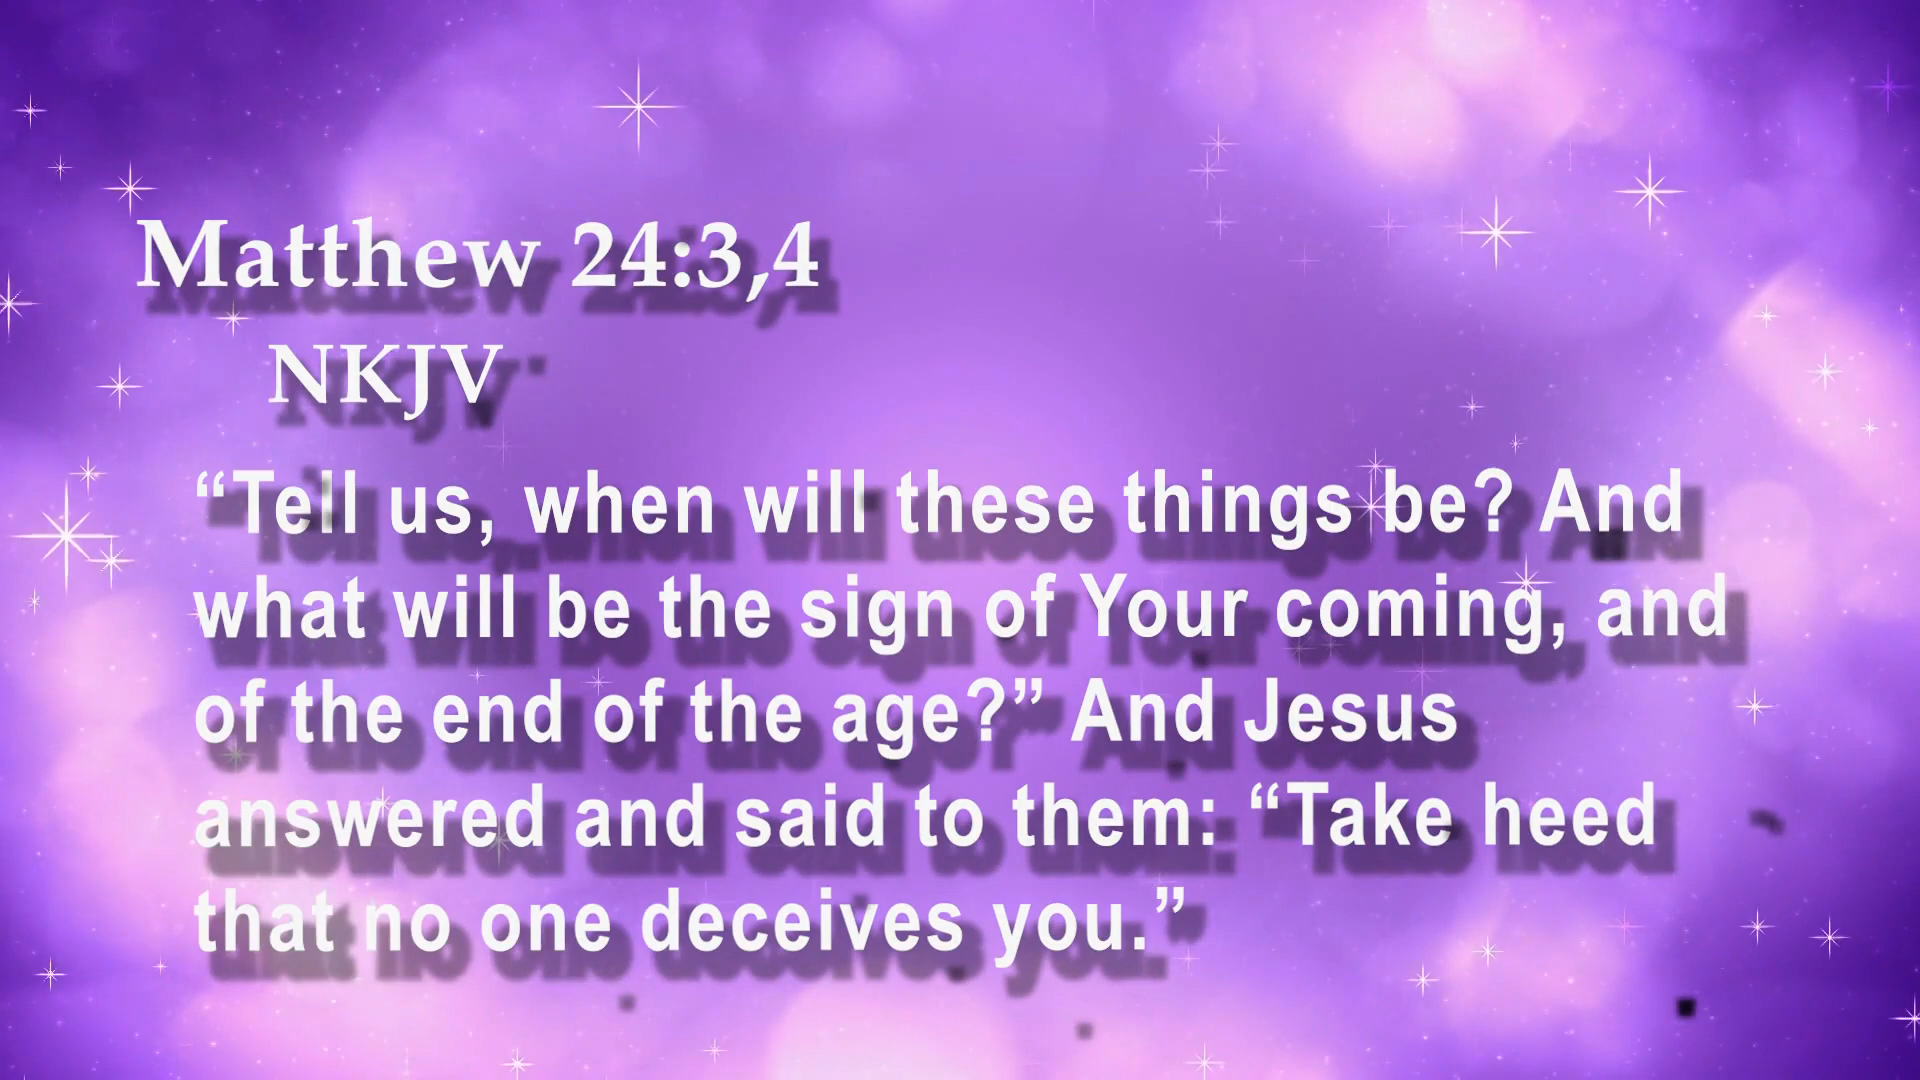 Matthew 24:3,4
NKJV
“Tell us, when will these things be? And
what will be the sign of Your coming, and
of the end of the age?” And Jesus
answered and said to them: “Take heed
that no one deceives you.”